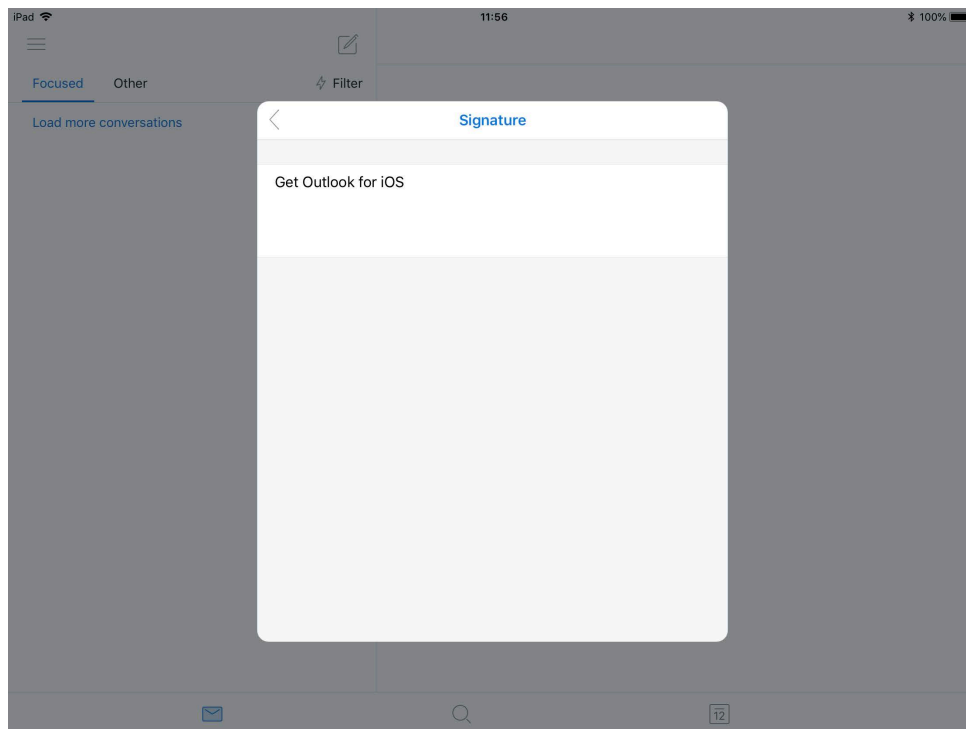 iPad 11:56 100%
Focused Other Filter
Load more conversations
Signature
Get Outlook for iOS
12